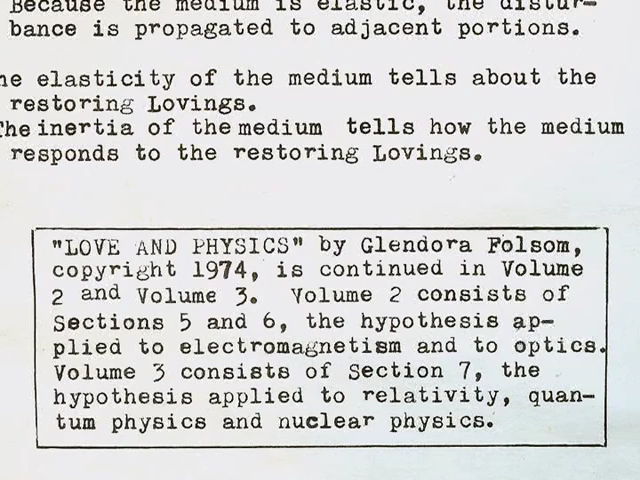 Because the medium is elastic, the distur-
bance is propagated to adjacent portions.
he elasticity of the medium tells about the
restoring Lovings.
The inertia of the medium tells how the medium
responds to the restoring Lovings.
"LOVE AND PHYSICS" by Glendora Folsom,
copyright 1974, is continued in Volume
2 and Volume 3. Volume 2 consists of
Sections 5 and 6, the hypothesis ap-
plied to electromagnetism and to optics.
Volume 3 consists of Section 7, the
hypothesis applied to relativity, quan-
tum physics and nuclear physics.